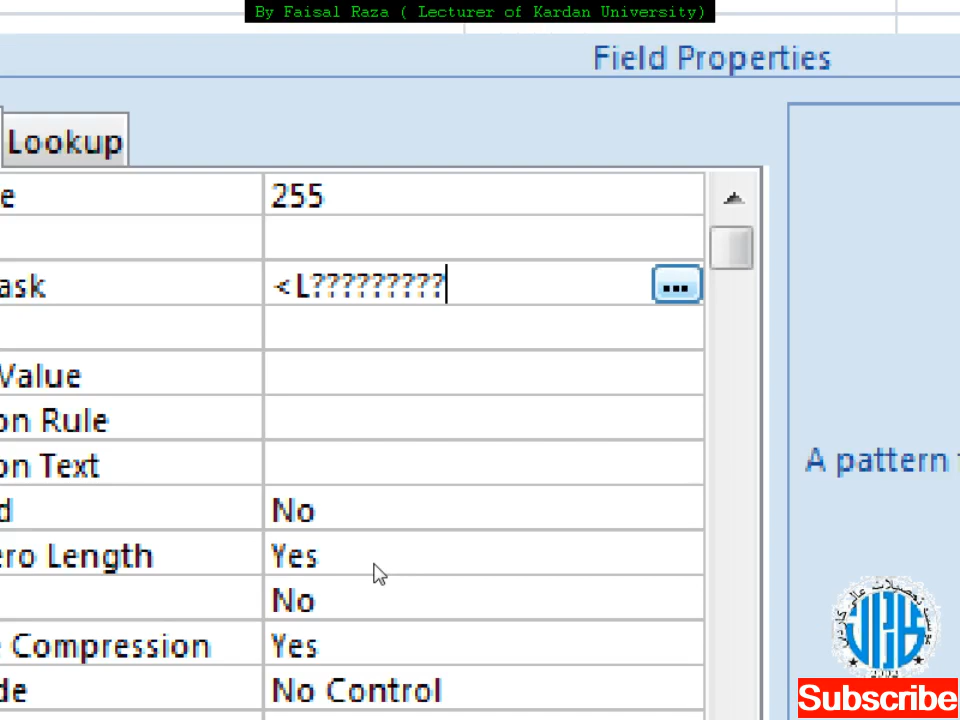 By Faisal Raza ( Lecturer of Kardan University)
Field Properties
Lookup
e 255
ask <L?????????
...
Value
on Rule
on Text
A pattern
d No
ero Length Yes
No
e Compression Yes
de No Control
Subscribe